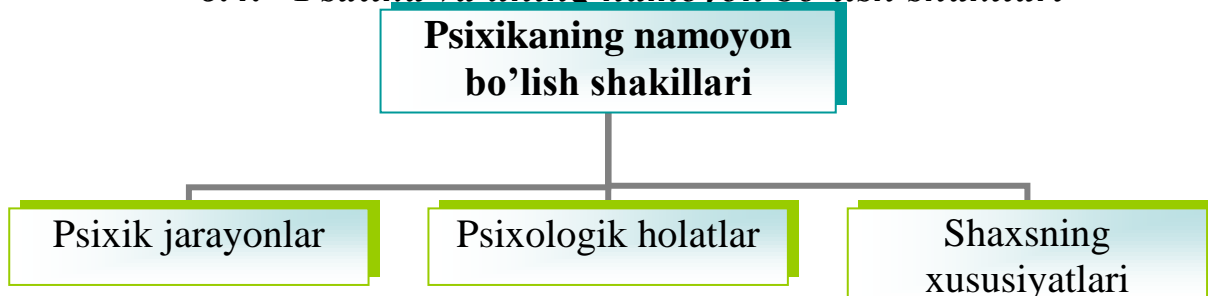 Psixikaning namoyon
bo’lish shakillari
Psixik jarayonlar
Psixologik holatlar
Shaxsning
xususiyatlari